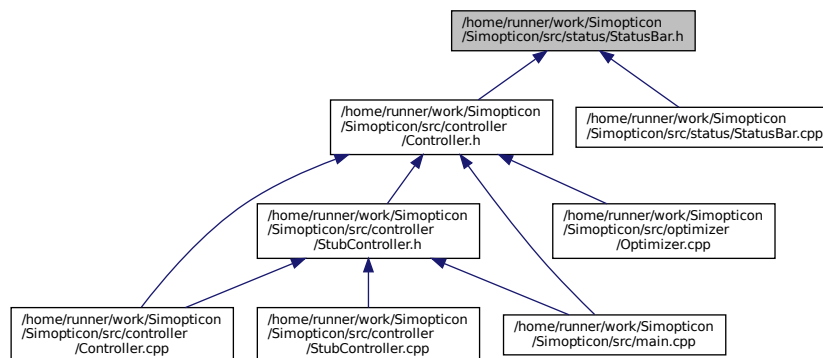 /home/runner/work/Simopticon
/Simopticon/src/status/StatusBar.h
/home/runner/work/Simopticon
/Simopticon/src/controller
/Controller.h
/home/runner/work/Simopticon
/Simopticon/src/status/StatusBar.cpp
/home/runner/work/Simopticon
/Simopticon/src/controller
/StubController.h
/home/runner/work/Simopticon
/Simopticon/src/optimizer
/Optimizer.cpp
/home/runner/work/Simopticon
/Simopticon/src/controller
/Controller.cpp
/home/runner/work/Simopticon
/Simopticon/src/controller
/StubController.cpp
/home/runner/work/Simopticon
/Simopticon/src/main.cpp